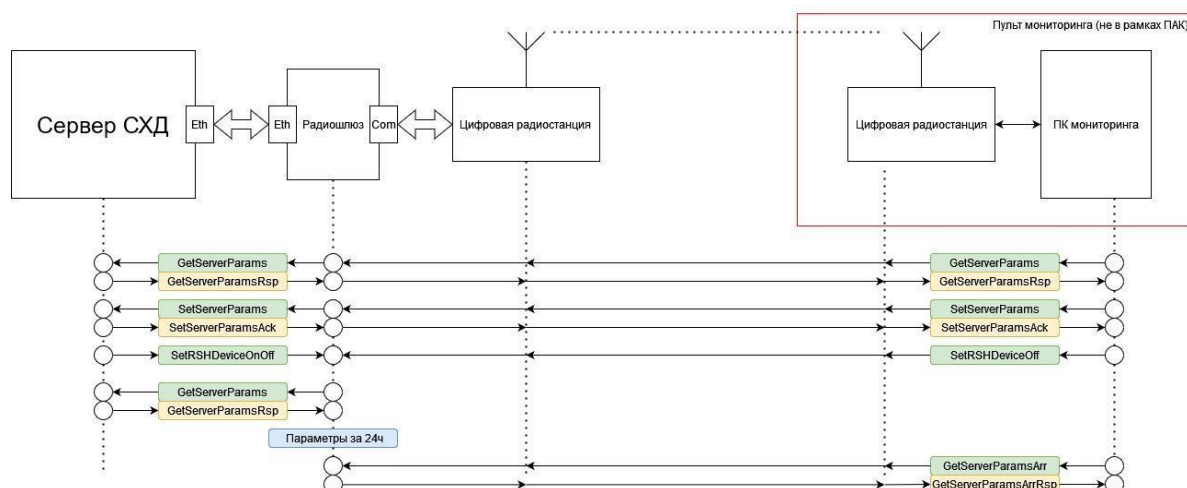 Пульт мониторинга (не в рамках ПАК)
Сервер СХД
Eth
Eth
Радиошлюз
Com
Цифровая радиостанция
Цифровая радиостанция
ПК мониторинга
GetServerParams
GetServerParams
GetServerParamsRsp
GetServerParamsRsp
SetServerParams
SetServerParams
SetServerParamsAck
SetServerParamsAck
SetRSHDeviceOnOff
SetRSHDeviceOff
GetServerParams
GetServerParamsRsp
Параметры за 24ч
GetServerParamsArr
GetServerParamsArrRsp